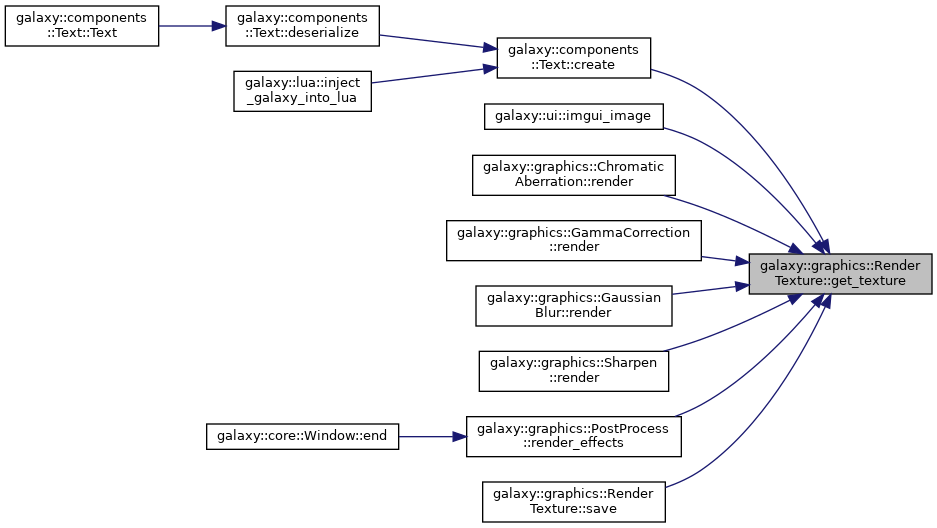 galaxy::components
::Text::Text
galaxy::components
::Text::deserialize
galaxy::components
::Text::create
galaxy::lua::inject
_galaxy_into_lua
galaxy::ui::imgui_image
galaxy::graphics::Chromatic
Aberration::render
galaxy::graphics::GammaCorrection
::render
galaxy::graphics::Render
Texture::get_texture
galaxy::graphics::Gaussian
Blur::render
galaxy::graphics::Sharpen
::render
galaxy::core::Window::end
galaxy::graphics::PostProcess
::render_effects
galaxy::graphics::Render
Texture::save